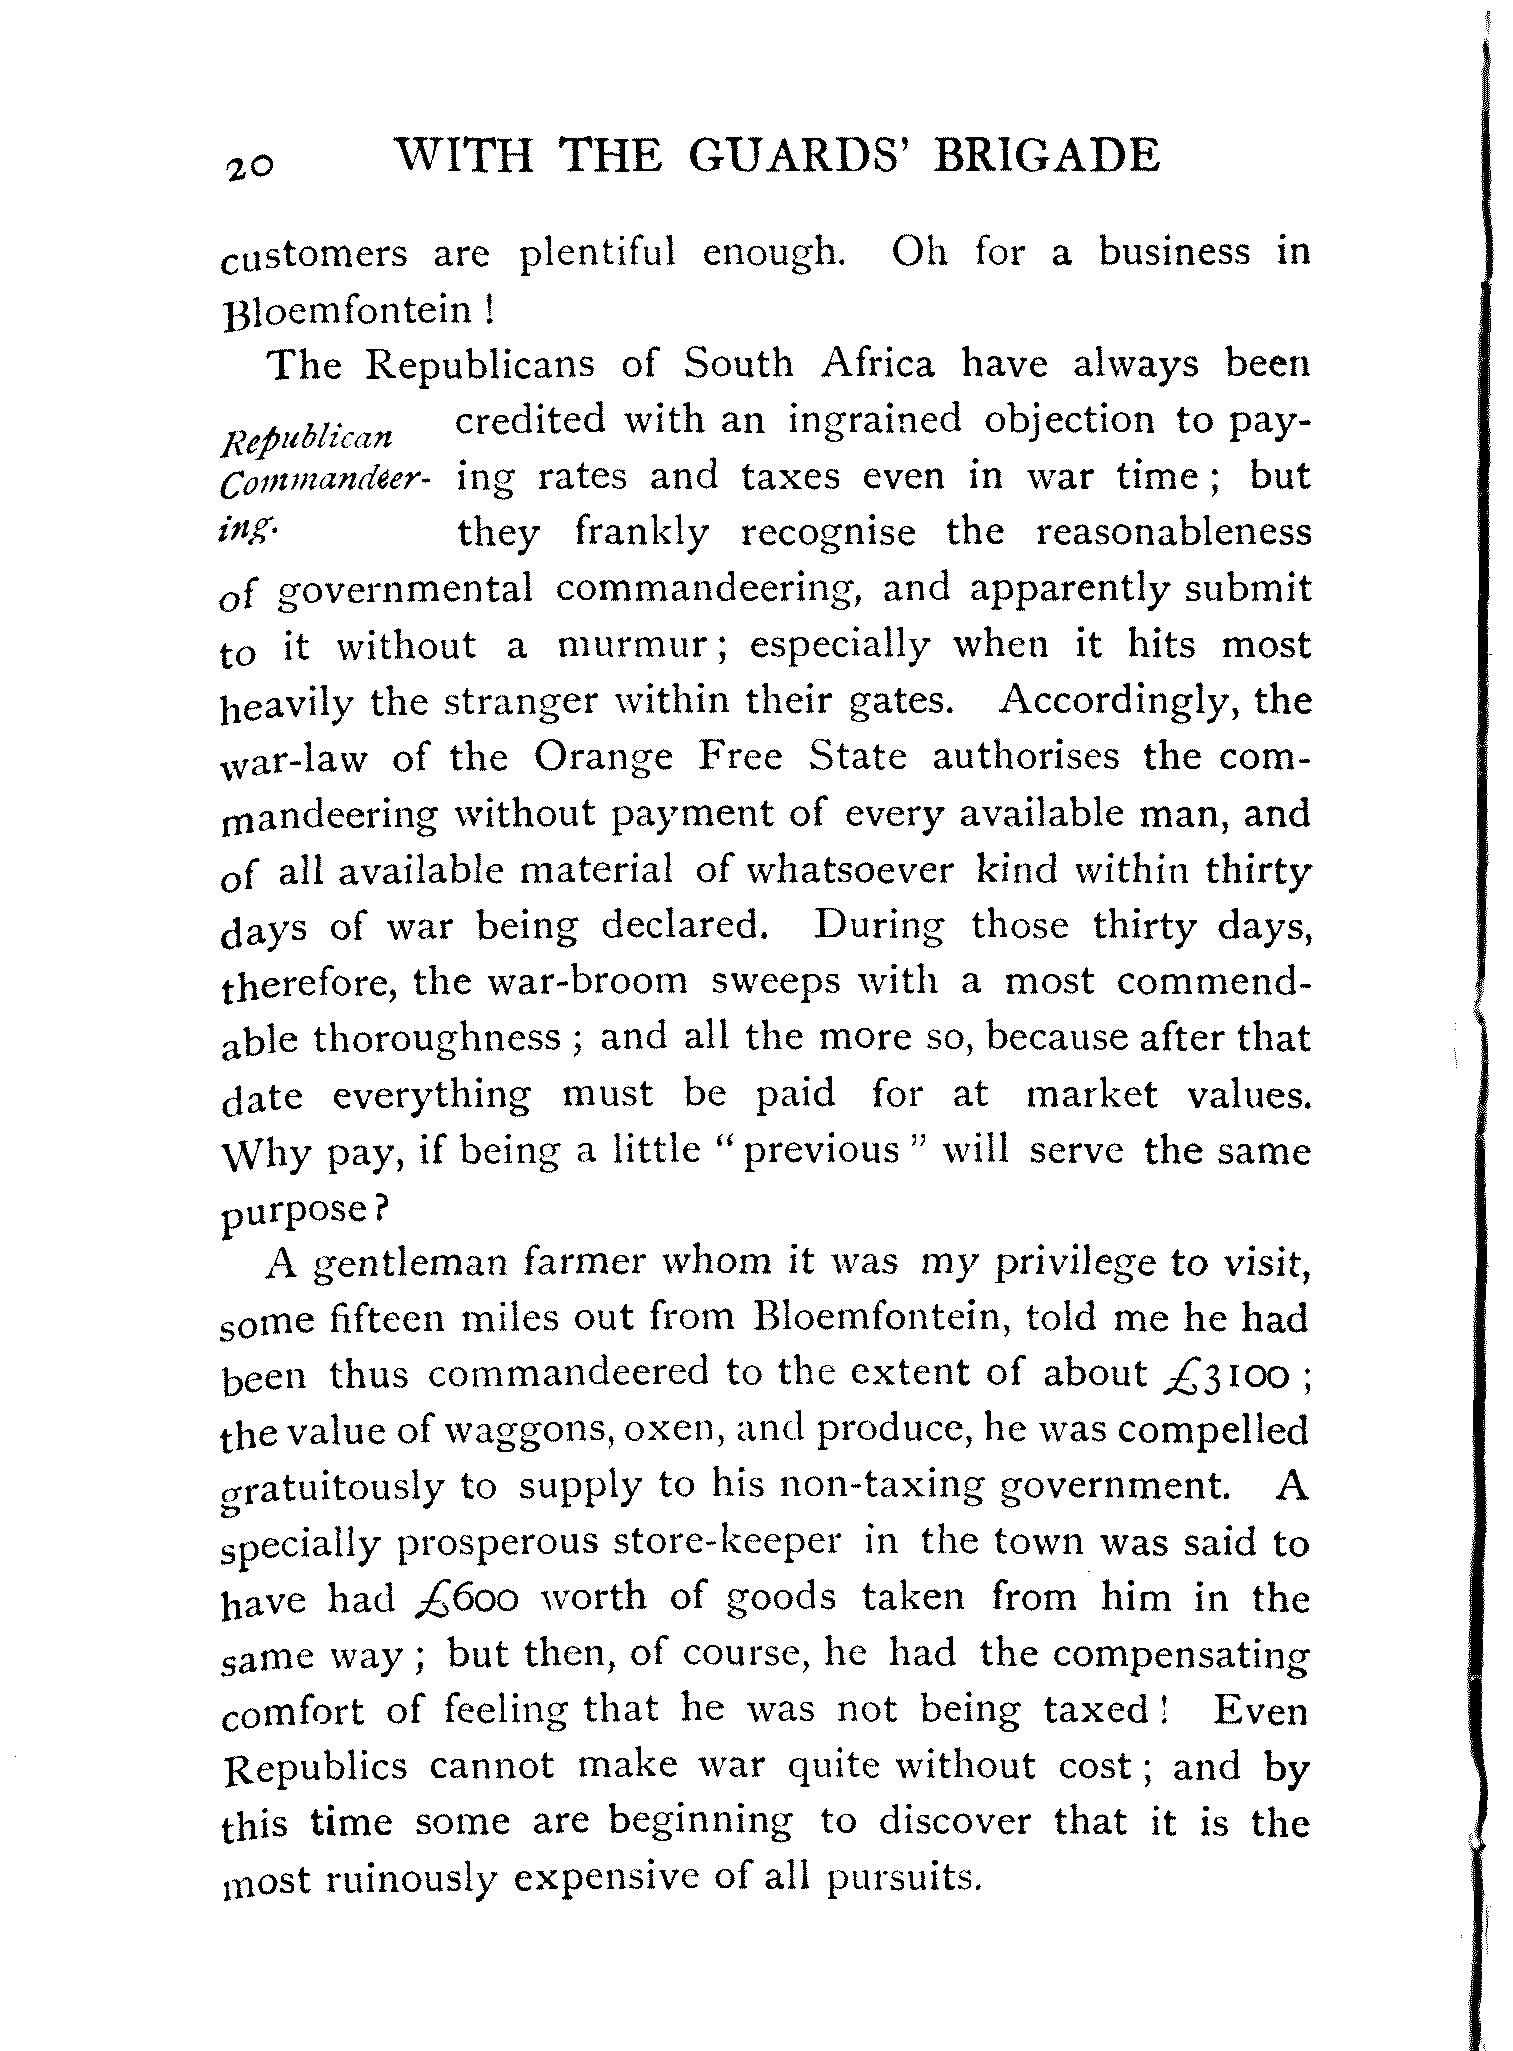 20 WITH THE GUARDS' BRIGADE
customers are plentiful enough. Oh for a business in
Bloemfontein!
The Republicans of South Africa have always been
Republican credited with an ingrained objection to pay-
Commandeer- ing rates and taxes even in war time; but
ing. they frankly recognise the reasonableness
of governmental commandeering, and apparently submit
to it without a murmur; especially when it hits most
heavily the stranger within their gates. Accordingly, the
war-law of the Orange Free State authorises the com-
mandeering without payment of every available man, and
of all available material of whatsoever kind within thirty
days of war being declared. During those thirty days,
therefore, the war-broom sweeps with a most commend-
able thoroughness; and all the more so, because after that
date everything must be paid for at market values.
Why pay, if being a little "previous" will serve the same
purpose?
A gentleman farmer whom it was my privilege to visit,
some fifteen miles out from Bloemfontein, told me he had
been thus commandeered to the extent of about £3100;
the value of waggons, oxen, and produce, he was compelled
gratuitously to supply to his non-taxing government. A
specially prosperous store-keeper in the town was said to
have had £600 worth of goods taken from him in the
same way; but then, of course, he had the compensating
comfort of feeling that he was not being taxed! Even
Republics cannot make war quite without cost; and by
this time some are beginning to discover that it is the
most ruinously expensive of all pursuits.